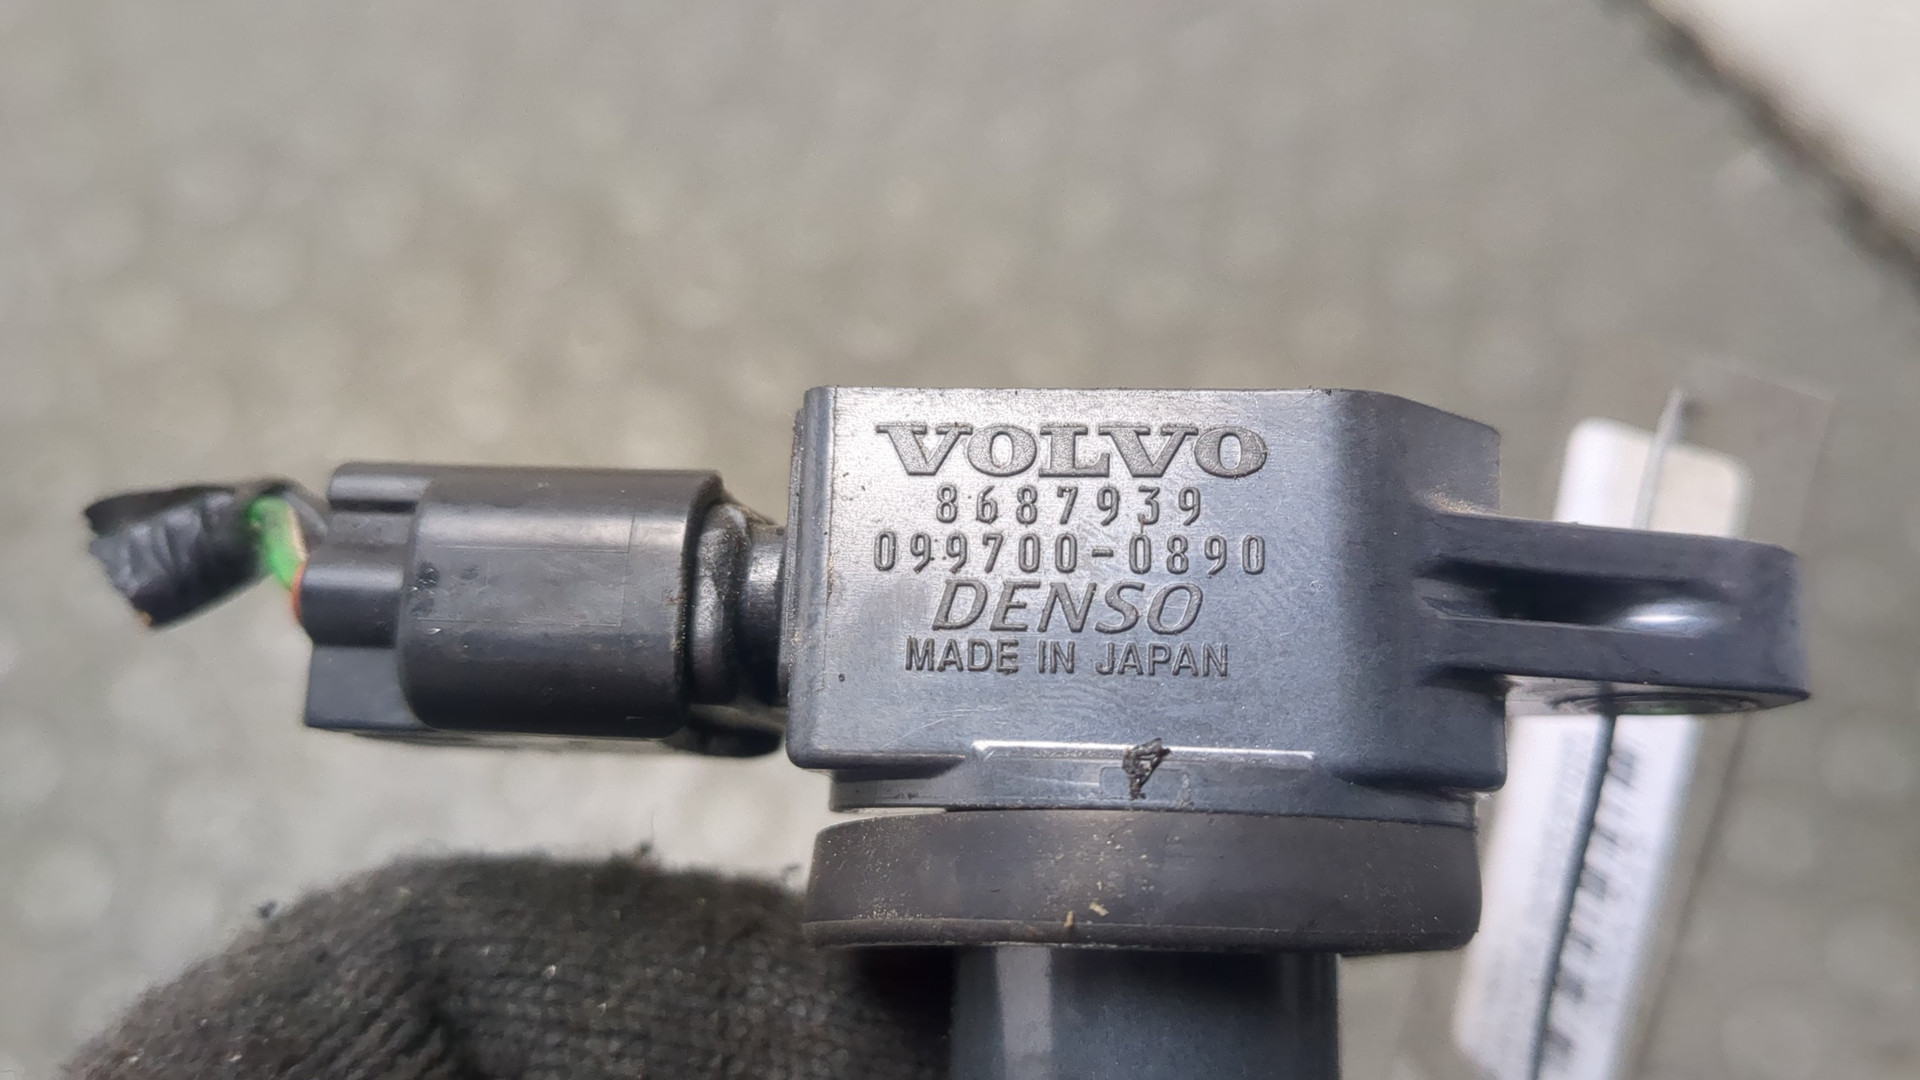 VOLVO
8687939
099700-0890
DENSO
MADE IN JAPAN